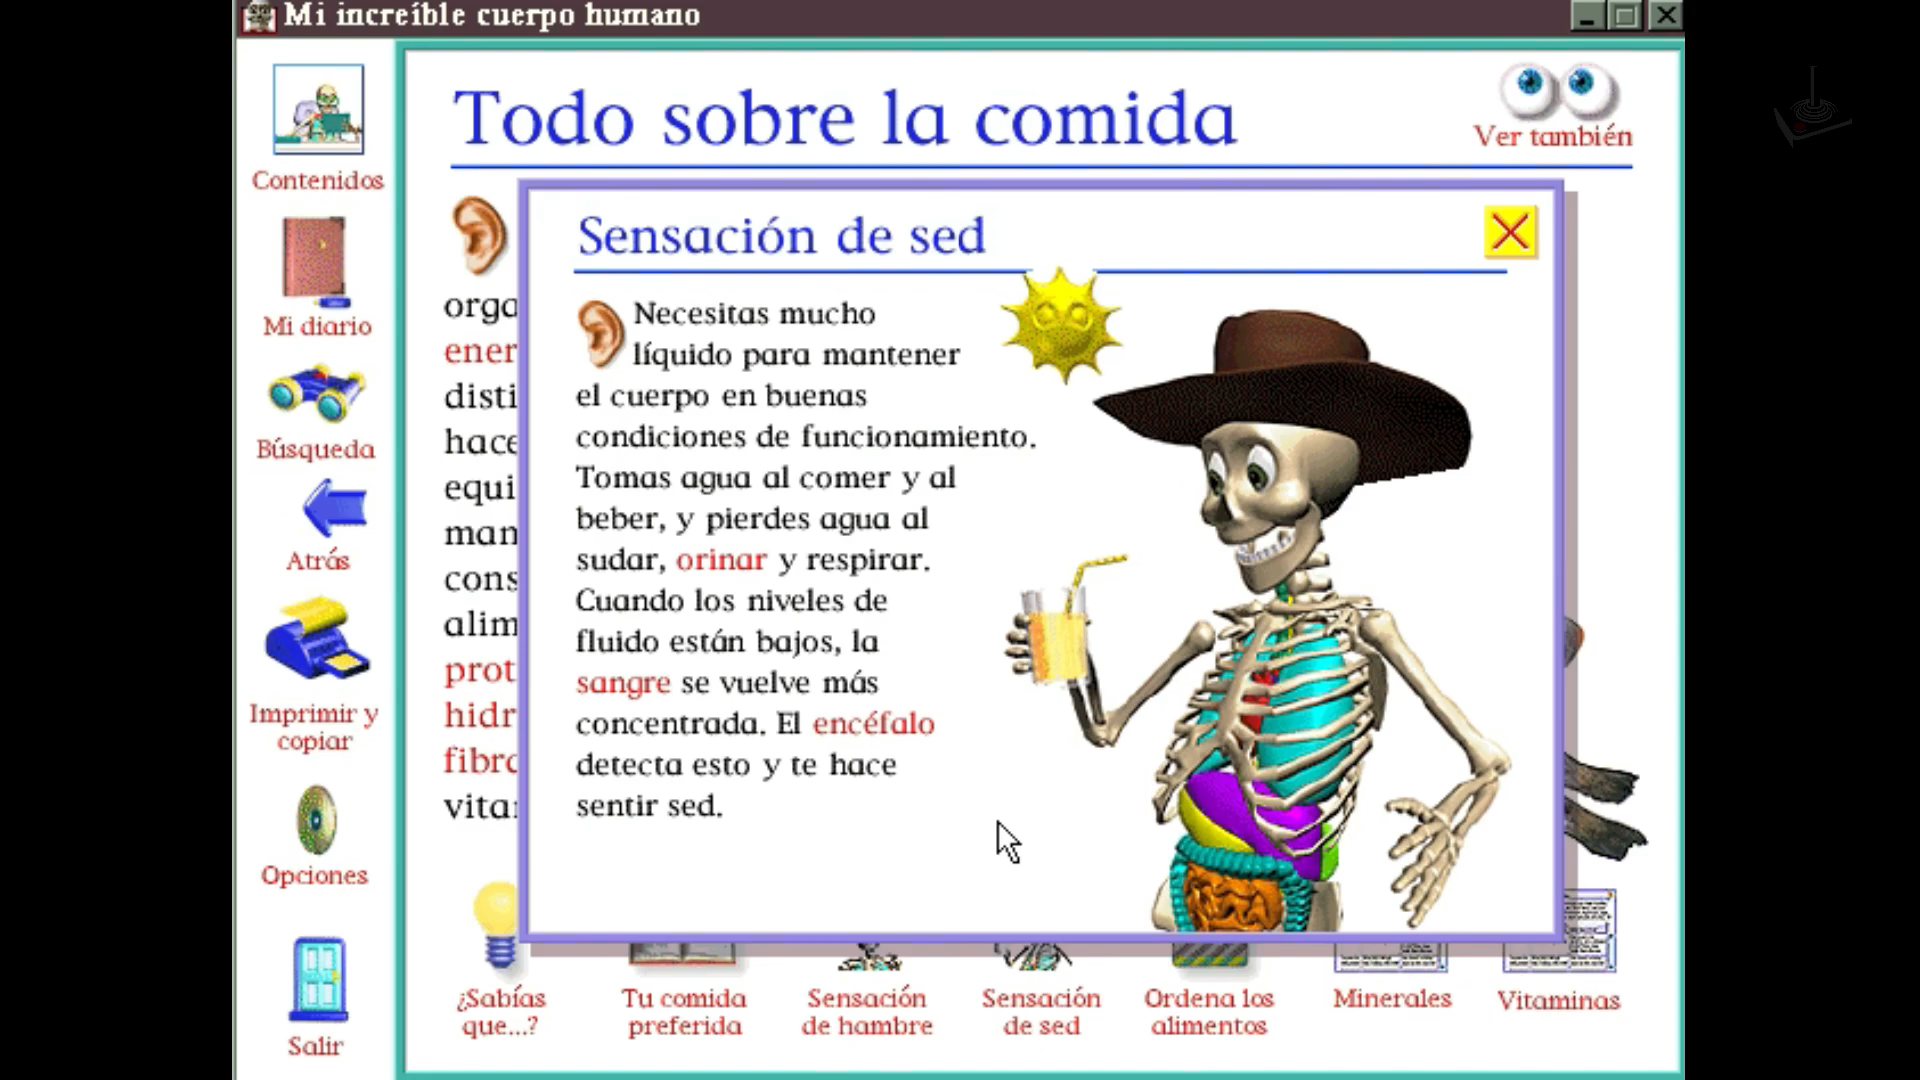 Mi increíble cuerpo humano
Contenidos
Mi diario
Búsqueda
Atrás
Imprimir y
copiar
Opciones
Salir
Todo sobre la comida
Ver también
Sensación de sed
Necesitas mucho
líquido para mantener
el cuerpo en buenas
condiciones de funcionamiento.
Tomas agua al comer y al
beber, y pierdes agua al
sudar, orinar y respirar.
Cuando los niveles de
fluido están bajos, la
sangre se vuelve más
concentrada. El encéfalo
detecta esto y te hace
sentir sed.
¿Sabías
que...?
Tu comida
preferida
Sensación
de hambre
Sensación
de sed
Ordena los
alimentos
Minerales
Vitaminas